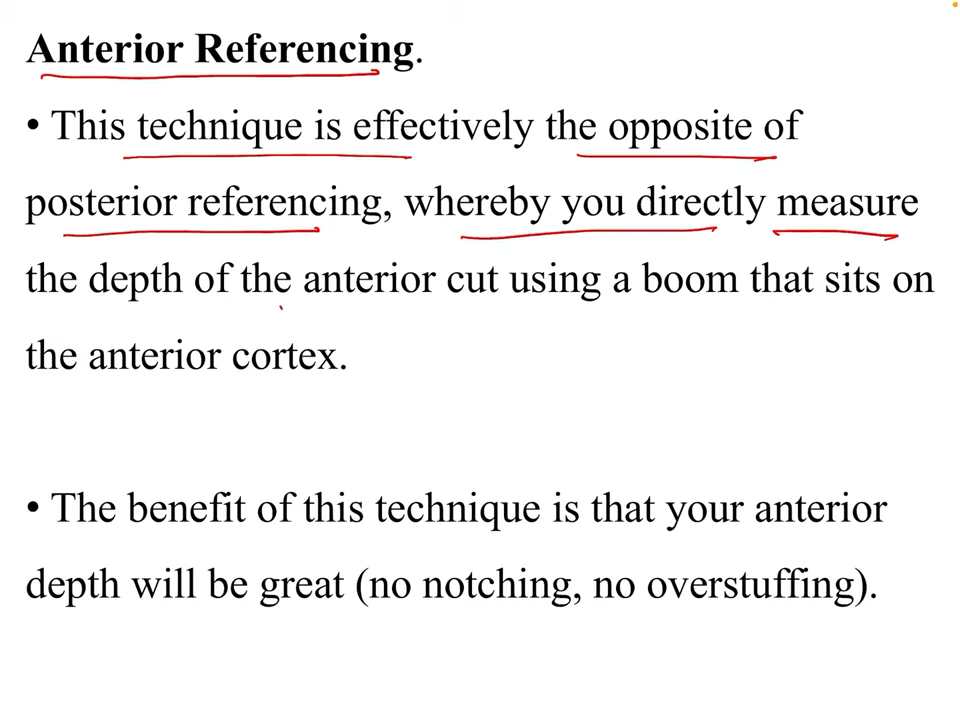 Anterior Referencing.
• This technique is effectively the opposite of
posterior referencing, whereby you directly measure
the depth of the anterior cut using a boom that sits on
the anterior cortex.
• The benefit of this technique is that your anterior
depth will be great (no notching, no overstuffing).